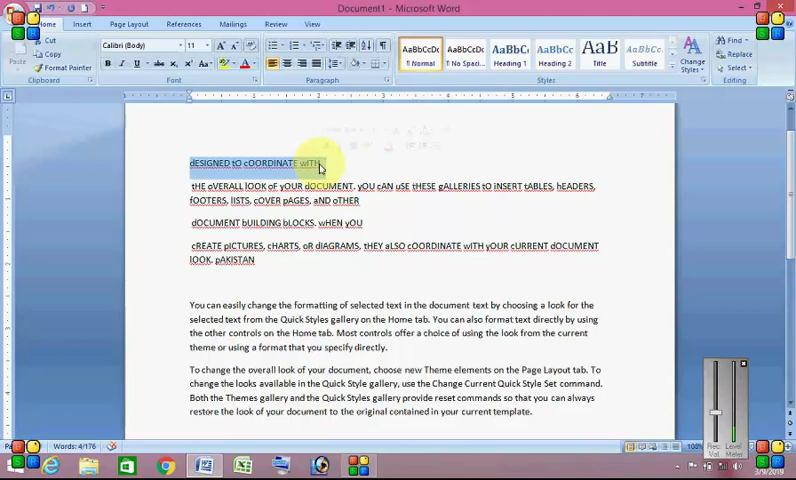 Document1 - Microsoft Word
Home Insert Page Layout References Mailings Review View
Cut
Copy
Format Painter
Paste
Clipboard
Calibri (Body) 11
Font
Paragraph
AaBbCcDc AaBbCcDc AaBbC AaBbCc AaB AaBbCc.
¶ Normal ¶ No Spaci... Heading 1 Heading 2 Title Subtitle
Change Styles
Styles
Find
Replace
Select
Editing
dESIGNED tO cOORDINATE wITH
tHE oVERALL lOOK oF yOUR dOCUMENT. yOU cAN uSE tHESE gALLERIES tO iNSERT tABLES, hEADERS,
fOOTERS, lISTS, cOVER pAGES, aND oTHER
dOCUMENT bUILDING bLOCKS. wHEN yOU
cREATE pICTURES, cHARTS, oR dIAGRAMS, tHEY aLSO cOORDINATE wITH yOUR cURRENT dOCUMENT
lOOK. pAKISTAN
You can easily change the formatting of selected text in the document text by choosing a look for the
selected text from the Quick Styles gallery on the Home tab. You can also format text directly by using
the other controls on the Home tab. Most controls offer a choice of using the look from the current
theme or using a format that you specify directly.
To change the overall look of your document, choose new Theme elements on the Page Layout tab. To
change the looks available in the Quick Style gallery, use the Change Current Quick Style Set command.
Both the Themes gallery and the Quick Styles gallery provide reset commands so that you can always
restore the look of your document to the original contained in your current template.
Rec. Vol.
Level Meter
Words: 4/176
3/9/2019